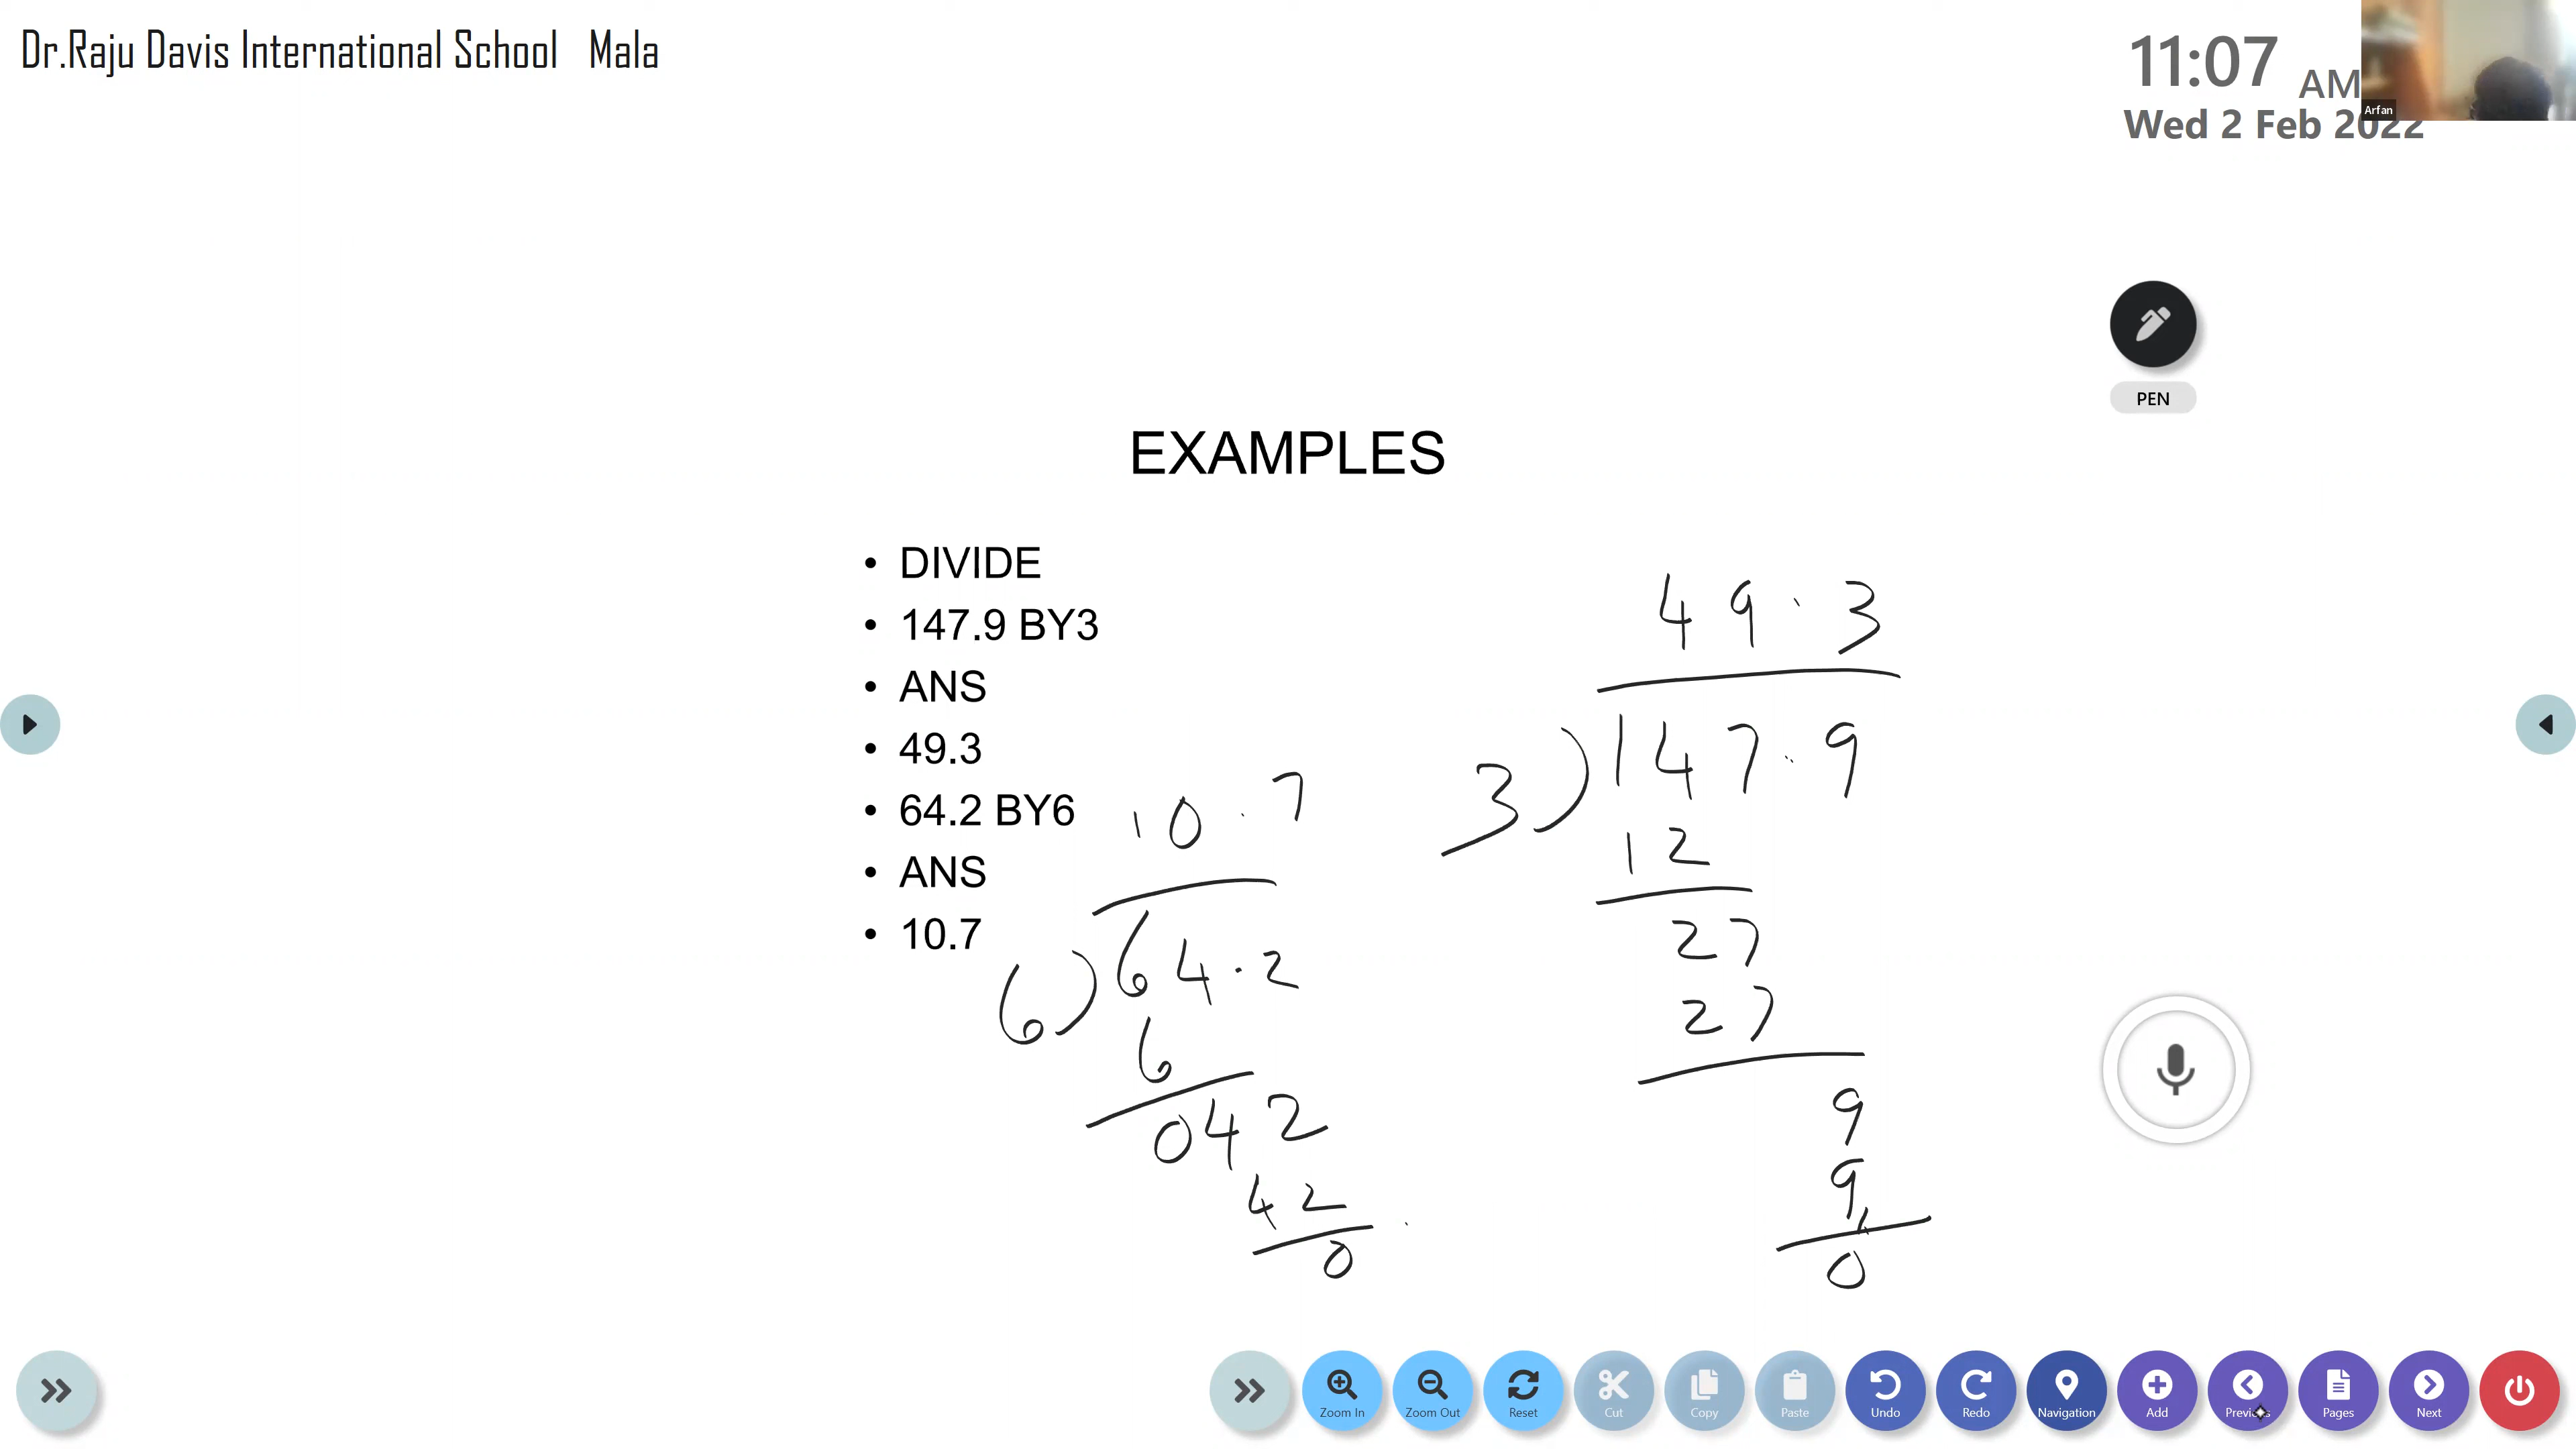 Dr.Raju Davis International School Mala
11:07 AM
Arfan
Wed 2 Feb 2022
PEN
EXAMPLES
• DIVIDE
• 147.9 BY3
• ANS
• 49.3
• 64.2 BY6
• ANS
• 10.7
10.7
6)64.2
6
042
42
0
49.3
3)147.9
12
27
27
9
9
0
Zoom In
Zoom Out
Reset
Cut
Copy
Paste
Undo
Redo
Navigation
Add
Previous
Pages
Next